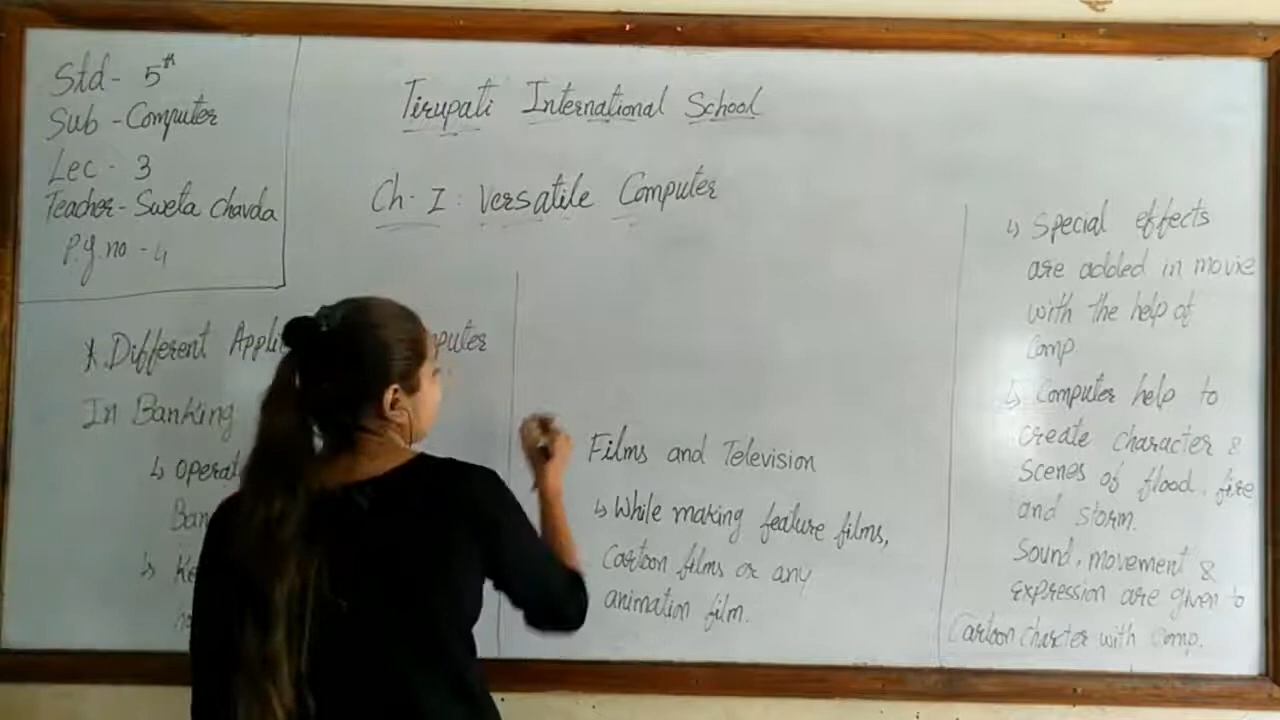 Std- 5th
Sub - Computer
Lec - 3
Teacher - Sweta Chavda
P.g. no - 4
Tirupati International School
Ch- I : Versatile Computer
*. Different
In Banking
↳ Films and Television
↳ While making feature films,
Cartoon films or any
animation film.
↳ Special effects
are added in movie
with the help of
Comp.
↳ Computer help to
create character &
Scenes of flood, fire
and storm.
Sound, movement &
expression are given to
Cartoon charcter with comp.